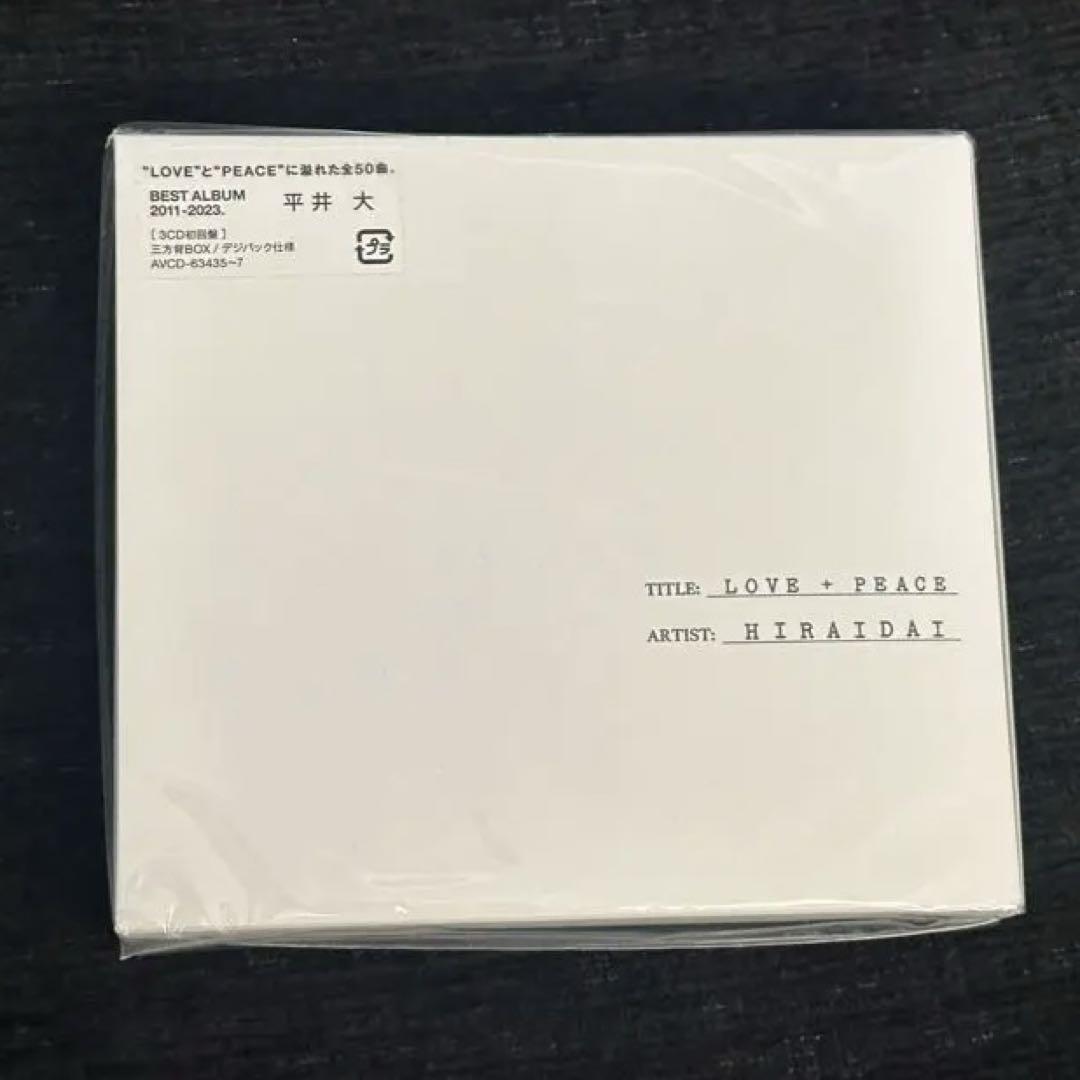 "LOVE"と"PEACE"に溢れた全50曲。
BEST ALBUM
2011-2023.
平井 大
[ 3CD初回盤 ]
三方背BOX / デジパック仕様
AVCD-63435~7
プラ
TITLE: LOVE + PEACE
ARTIST: HIRAIDAI